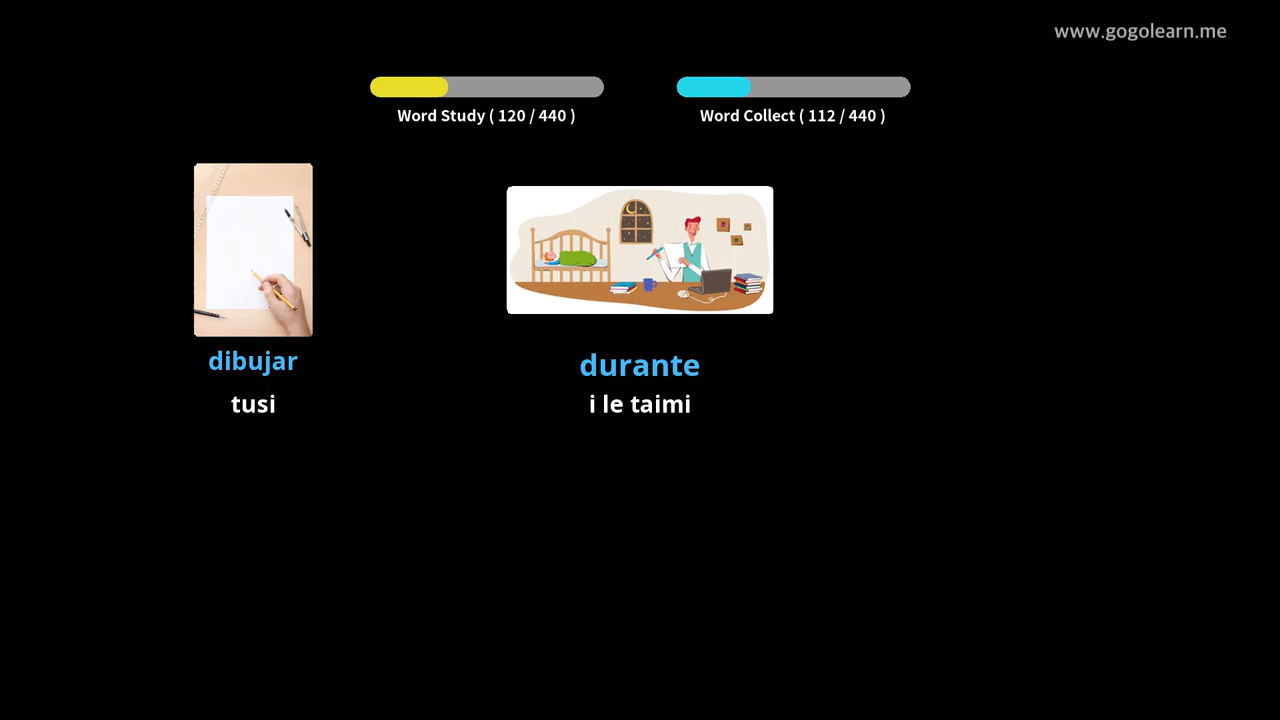 www.gogolearn.me
Word Study ( 120 / 440 )
Word Collect ( 112 / 440 )
dibujar
tusi
durante
i le taimi